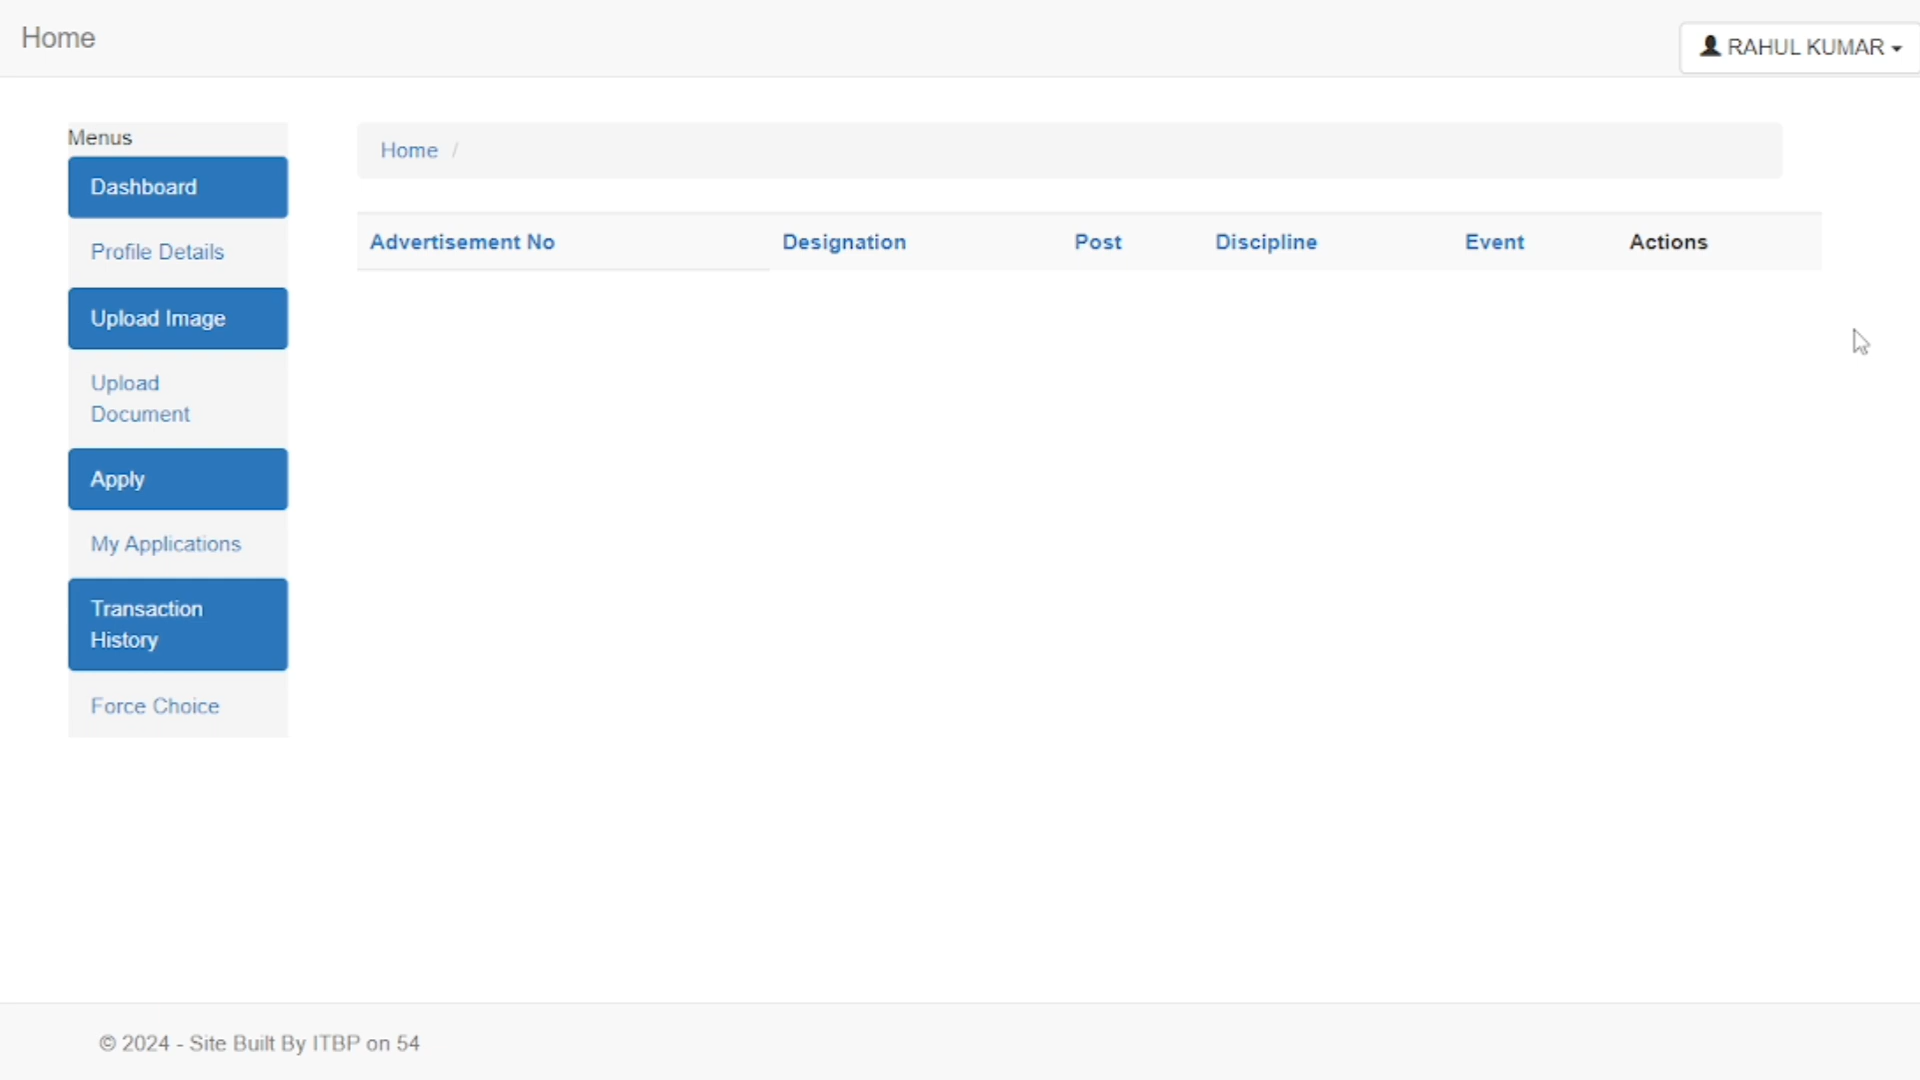 Home
RAHUL KUMAR
Menus
Dashboard
Profile Details
Upload Image
Upload
Document
Apply
My Applications
Transaction
History
Force Choice
Home /
Advertisement No Designation Post Discipline Event Actions
© 2024 - Site Built By ITBP on 54